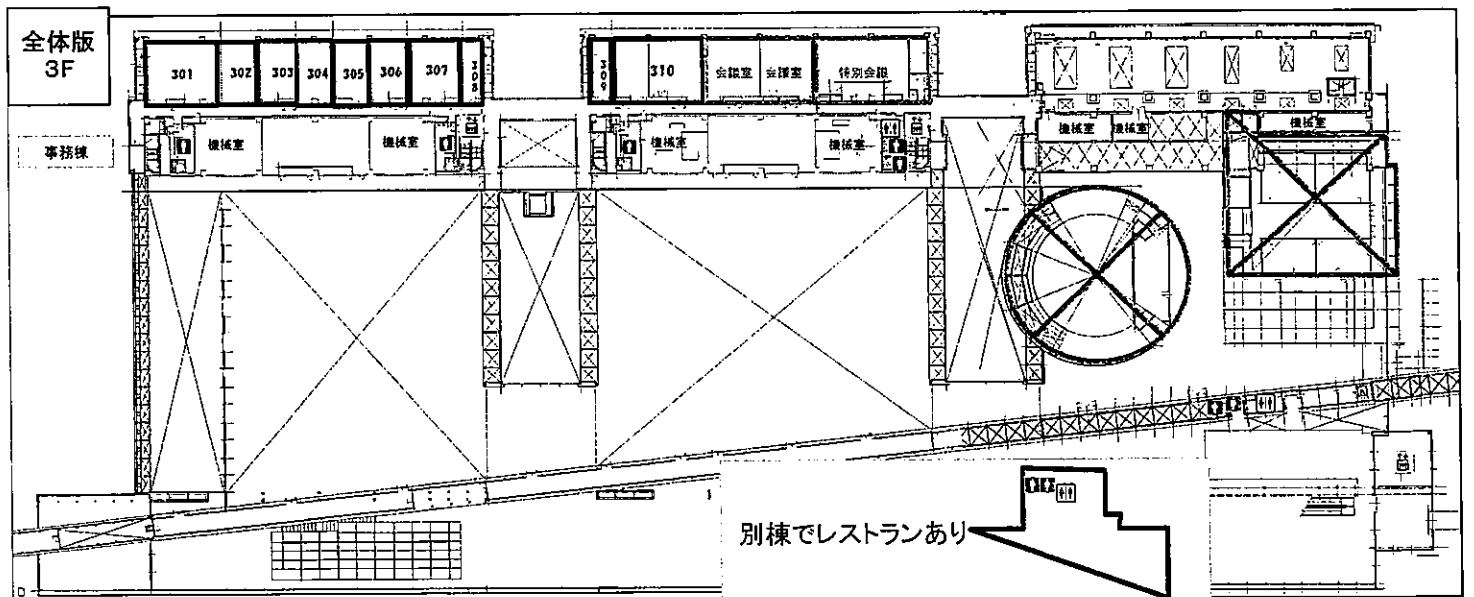 全体版
3F
301
302
303
304
305
306
307
308
309
310
会議室
会議室
特別会議
事務棟
機械室
機械室
機械室
機械室
機械室
機械室
機械室
別棟でレストランあり